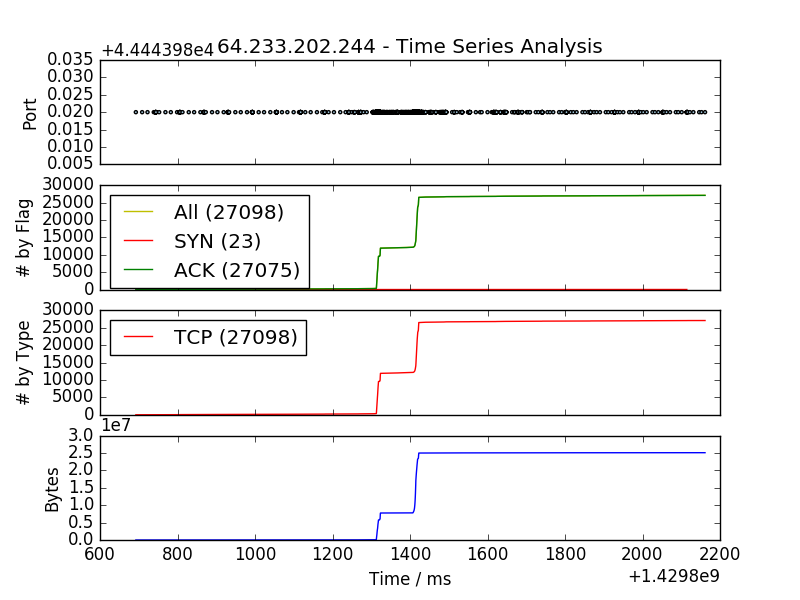 +4.444398e4
64.233.202.244 - Time Series Analysis
0.035
0.030
0.025
0.020
0.015
0.010
0.005
Port
30000
25000
20000
15000
10000
5000
0
# by Flag
All (27098)
SYN (23)
ACK (27075)
30000
25000
20000
15000
10000
5000
0
# by Type
TCP (27098)
1e7
3.0
2.5
2.0
1.5
1.0
0.5
0.0
Bytes
600 800 1000 1200 1400 1600 1800 2000 2200
Time / ms
+1.4298e9